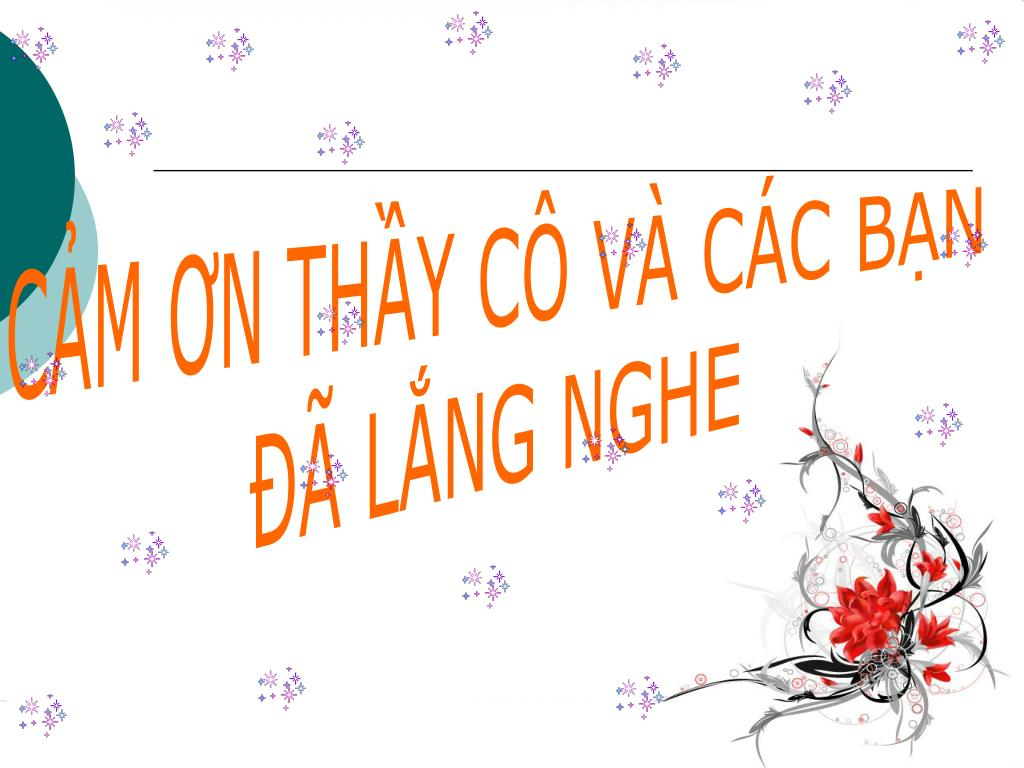 CẢM ƠN THẦY CÔ VÀ CÁC BẠN
ĐÃ LẮNG NGHE